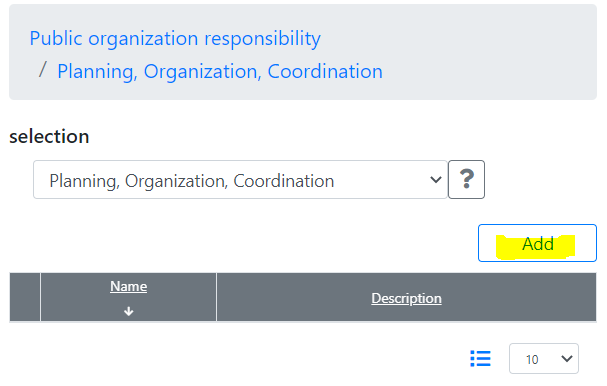 Public organization responsibility
/ Planning, Organization, Coordination
selection
Planning, Organization, Coordination ?
Add
Name Description
10